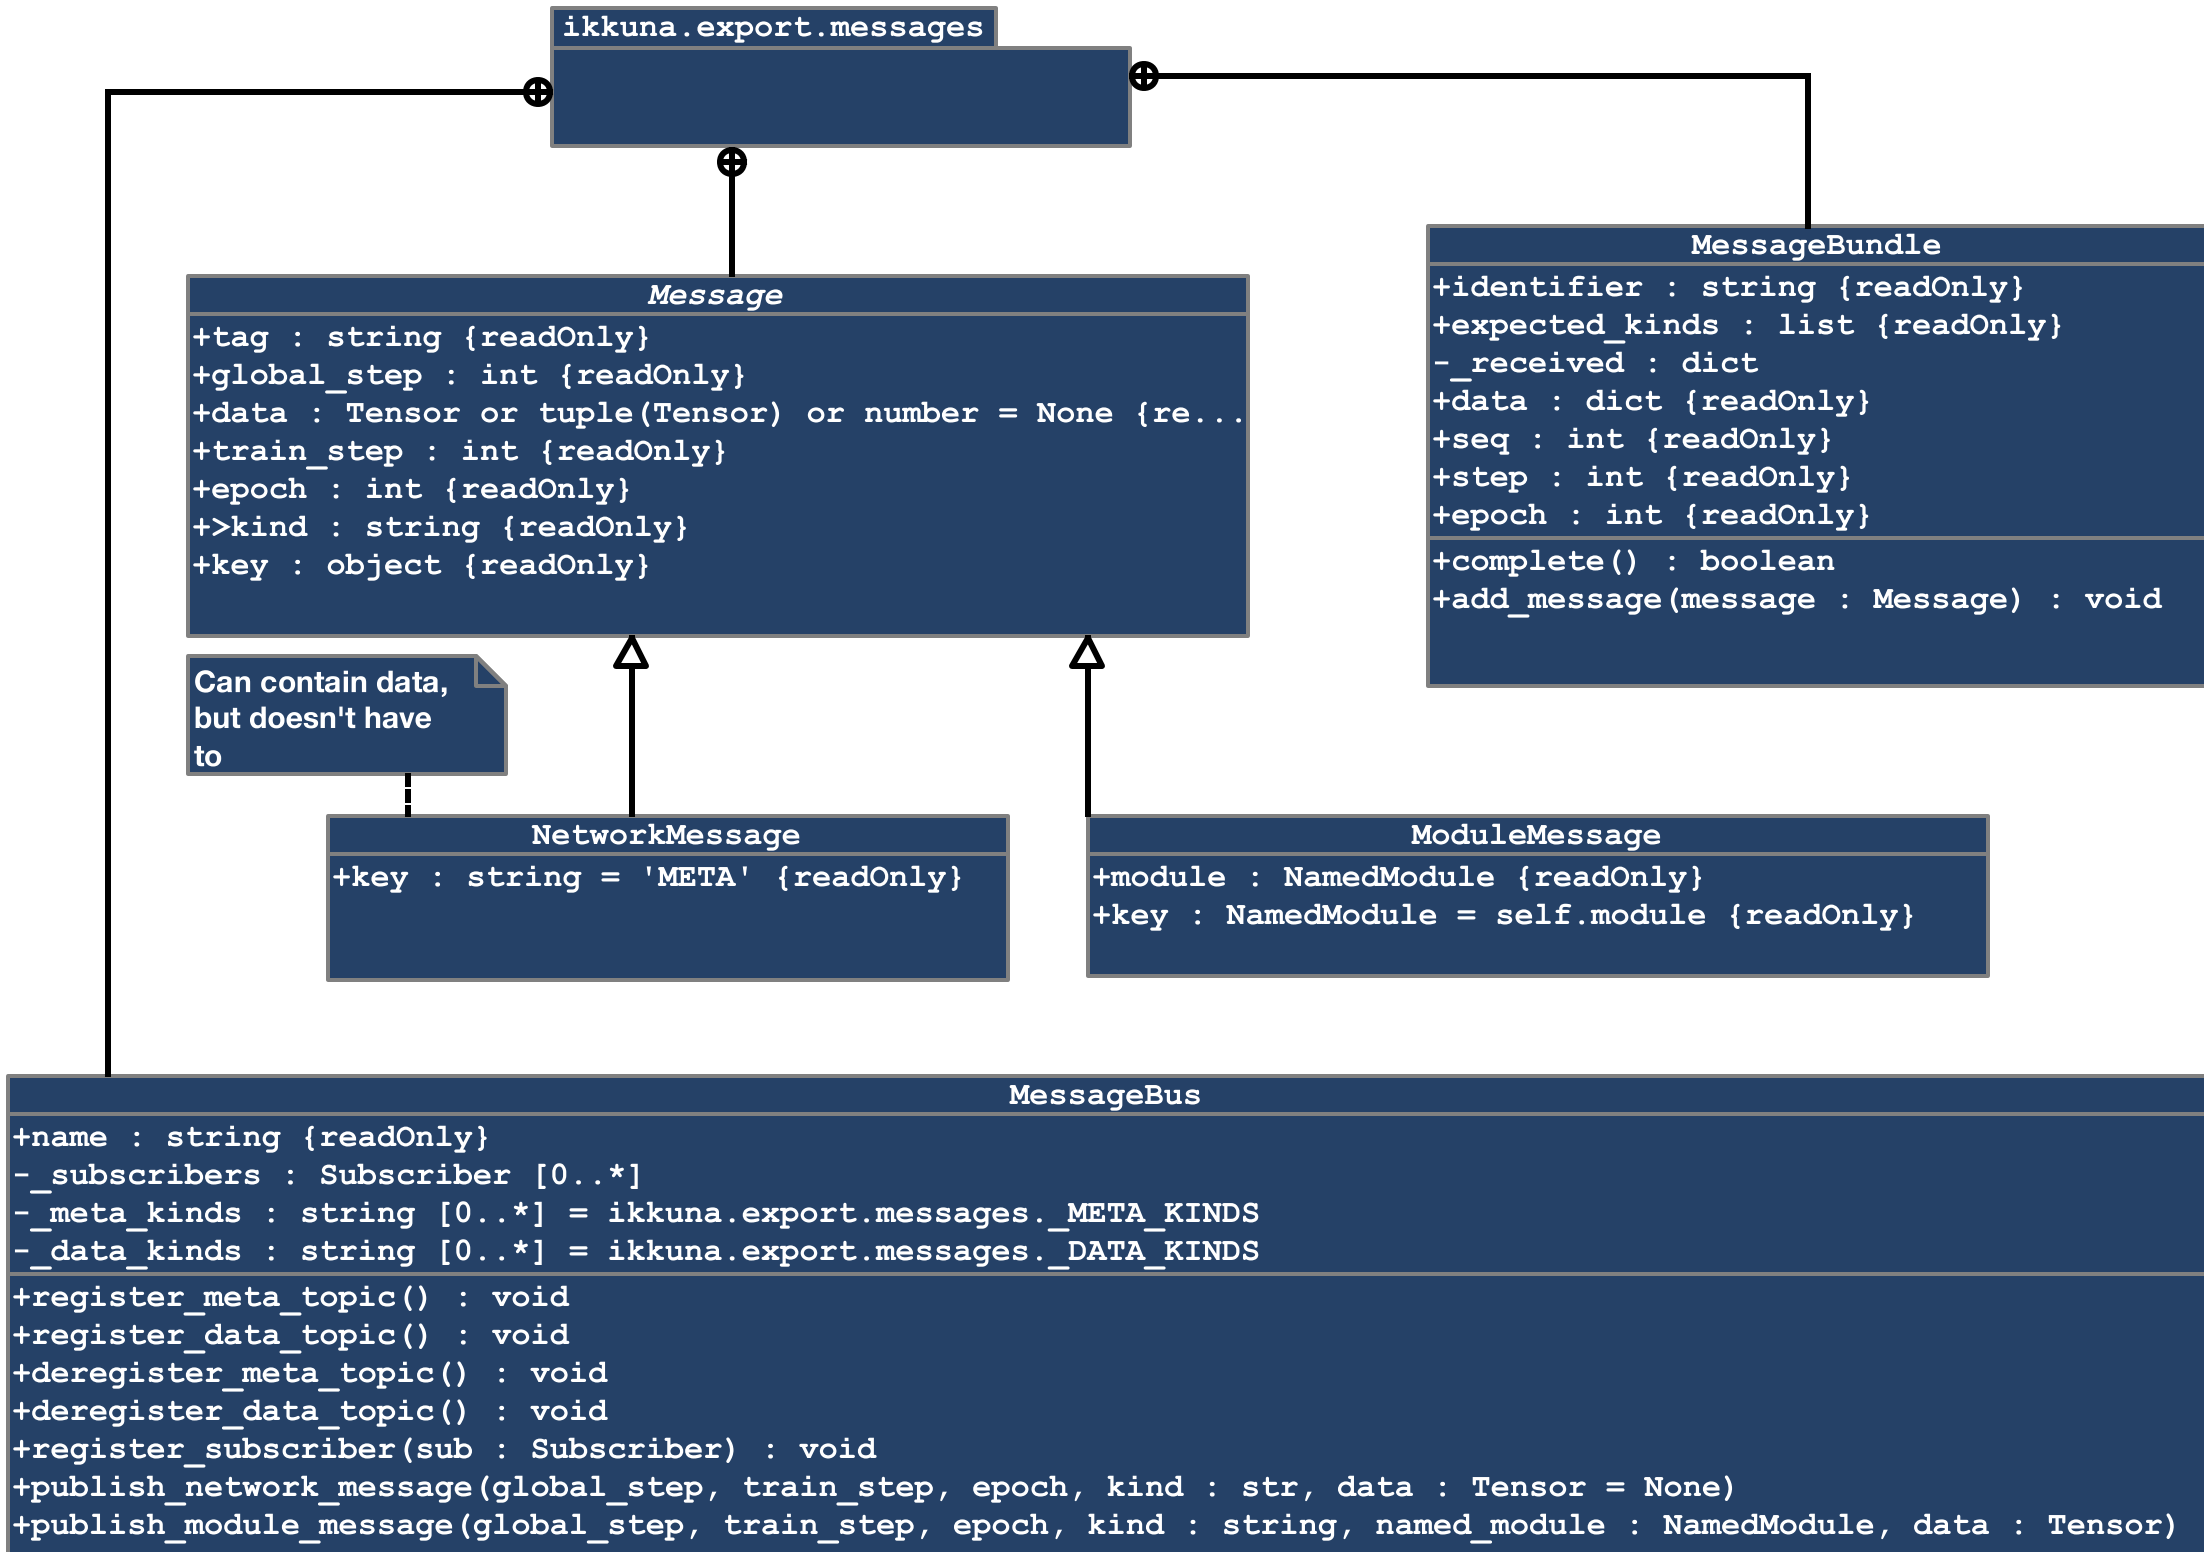 ikkuna.export.messages
MessageBundle
+identifier : string {readOnly}
+expected_kinds : list {readOnly}
-_received : dict
+data : dict {readOnly}
+seq : int {readOnly}
+step : int {readOnly}
+epoch : int {readOnly}
+complete() : boolean
+add_message(message : Message) : void
Message
+tag : string {readOnly}
+global_step : int {readOnly}
+data : Tensor or tuple(Tensor) or number = None {re...
+train_step : int {readOnly}
+epoch : int {readOnly}
+>kind : string {readOnly}
+key : object {readOnly}
Can contain data,
but doesn't have
to
NetworkMessage
+key : string = 'META' {readOnly}
ModuleMessage
+module : NamedModule {readOnly}
+key : NamedModule = self.module {readOnly}
MessageBus
+name : string {readOnly}
-_subscribers : Subscriber [0..*]
-_meta_kinds : string [0..*] = ikkuna.export.messages._META_KINDS
-_data_kinds : string [0..*] = ikkuna.export.messages._DATA_KINDS
+register_meta_topic() : void
+register_data_topic() : void
+deregister_meta_topic() : void
+deregister_data_topic() : void
+register_subscriber(sub : Subscriber) : void
+publish_network_message(global_step, train_step, epoch, kind : str, data : Tensor = None)
+publish_module_message(global_step, train_step, epoch, kind : string, named_module : NamedModule, data : Tensor)